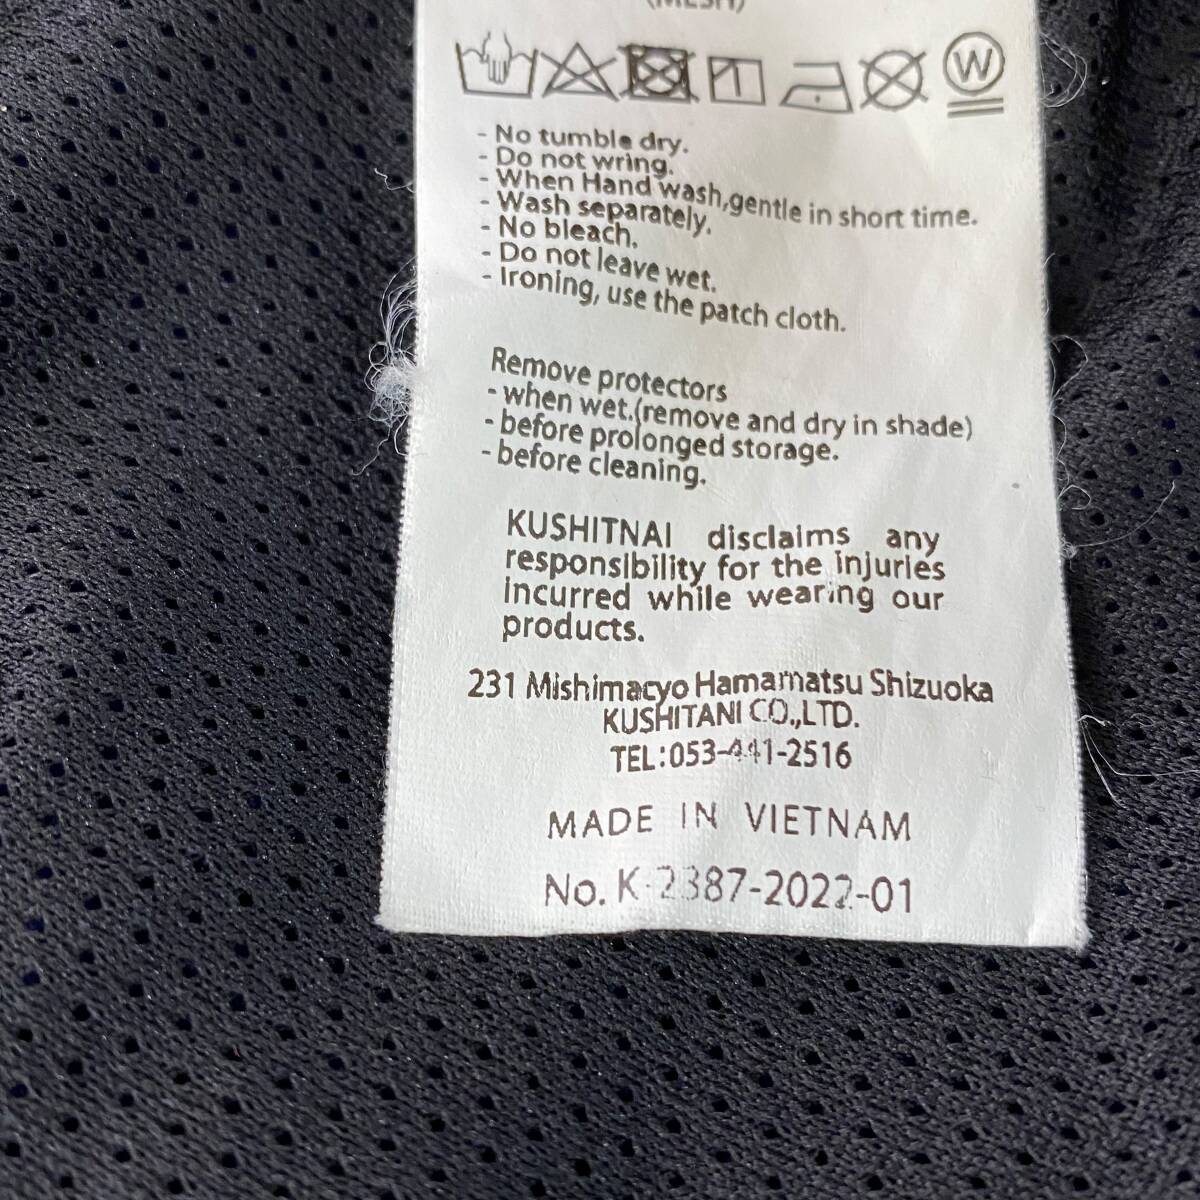 (MESH)
W
- No tumble dry.
- Do not wring.
- When Hand wash,gentle in short time.
- Wash separately.
- No bleach.
- Do not leave wet.
- Ironing, use the patch cloth.
Remove protectors
- when wet.(remove and dry in shade)
- before prolonged storage.
- before cleaning.
KUSHITNAI disclaims any
responsibility for the injuries
incurred while wearing our
products.
231 Mishimacyo Hamamatsu Shizuoka
KUSHITANI CO.,LTD.
TEL:053-441-2516
MADE IN VIETNAM
No. K-2387-2022-01